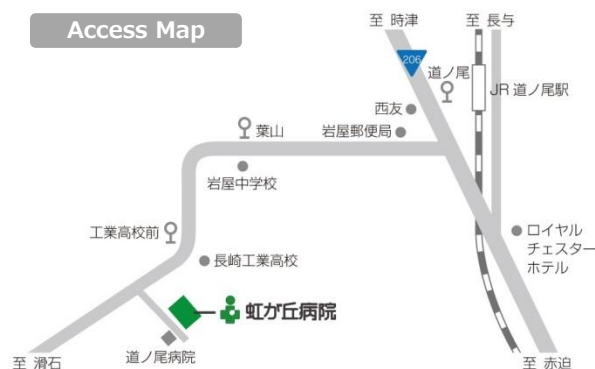 Access Map
至 時津
至 長与
206
道ノ尾
JR 道ノ尾駅
西友
葉山
岩屋郵便局
岩屋中学校
工業高校前
ロイヤル
チェスター
ホテル
長崎工業高校
虹が丘病院
道ノ尾病院
至 滑石
至 赤迫